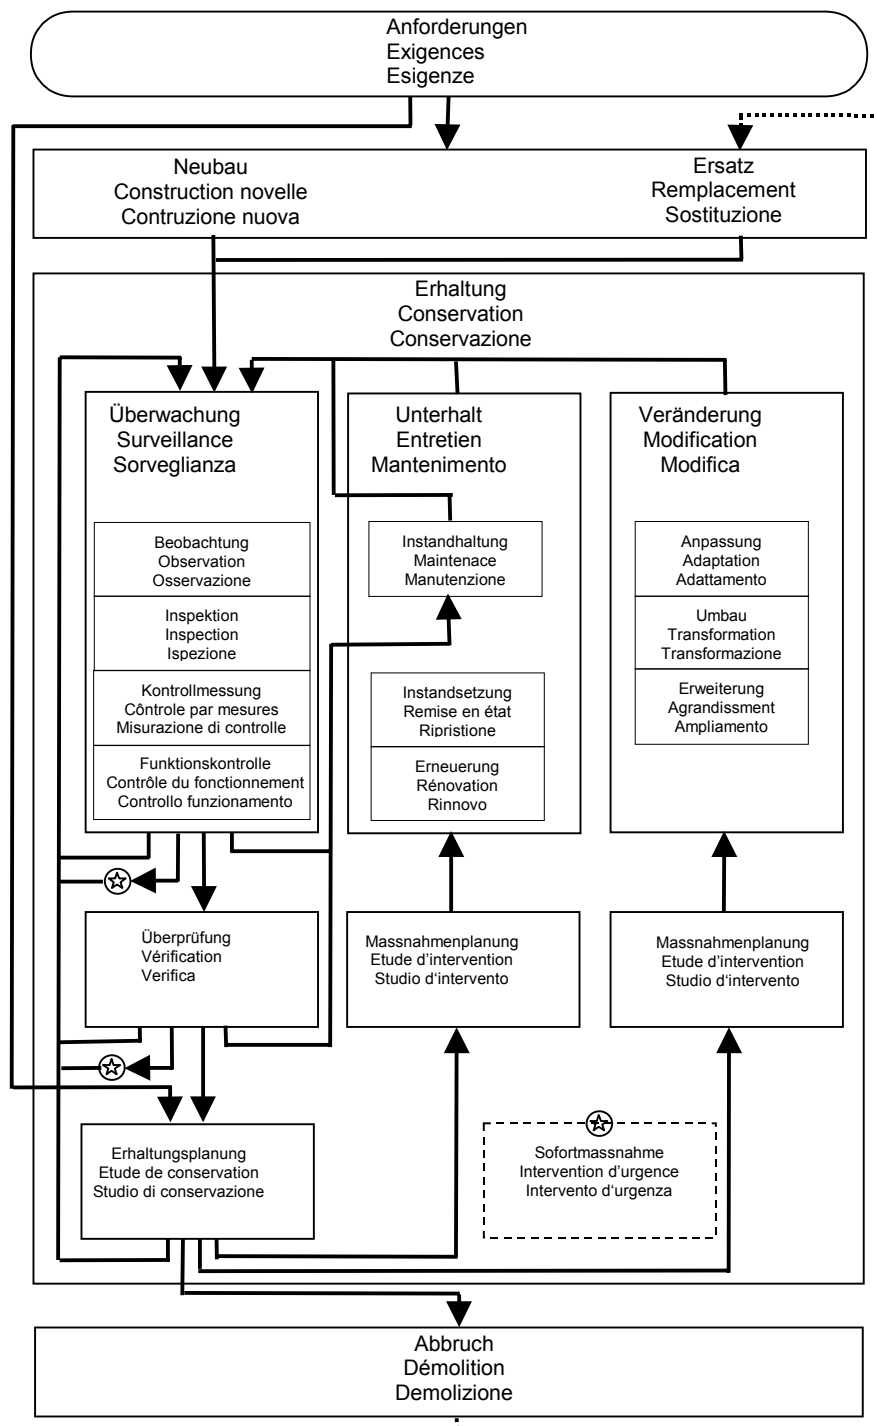 Anforderungen
Exigences
Esigenze
Neubau
Construction novelle
Contruzione nuova
Ersatz
Remplacement
Sostituzione
Erhaltung
Conservation
Conservazione
Überwachung
Surveillance
Sorveglianza
Beobachtung
Observation
Osservazione
Inspektion
Inspection
Ispezione
Kontrollmessung
Côntrole par mesures
Misurazione di controlle
Funktionskontrolle
Contrôle du fonctionnement
Controllo funzionamento
Unterhalt
Entretien
Mantenimento
Instandhaltung
Maintenace
Manutenzione
Instandsetzung
Remise en état
Ripristione
Erneuerung
Rénovation
Rinnovo
Veränderung
Modification
Modifica
Anpassung
Adaptation
Adattamento
Umbau
Transformation
Transformazione
Erweiterung
Agrandissment
Ampliamento
Überprüfung
Vérification
Verifica
Massnahmenplanung
Etude d'intervention
Studio d'intervento
Massnahmenplanung
Etude d'intervention
Studio d'intervento
Erhaltungsplanung
Etude de conservation
Studio di conservazione
Sofortmassnahme
Intervention d'urgence
Intervento d'urgenza
Abbruch
Démolition
Demolizione